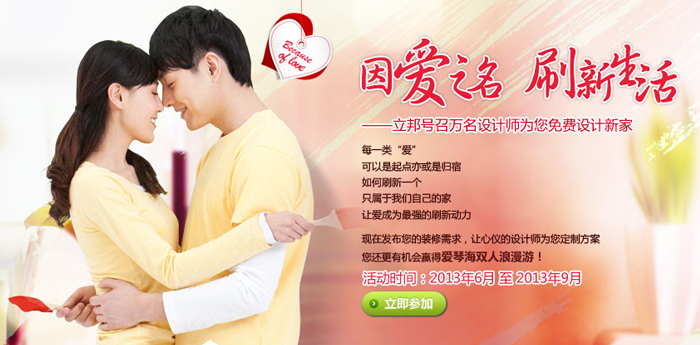 Because
of love
因爱之名 刷新生活
——立邦号召万名设计师为您免费设计新家
每一类“爱”
可以是起点亦或是归宿
如何刷新一个
只属于我们自己的家
让爱成为最强的刷新动力
现在发布您的装修需求，让心仪的设计师为您定制方案
您还更有机会赢得爱琴海双人浪漫游！
活动时间：2013年6月 至 2013年9月
立即参加